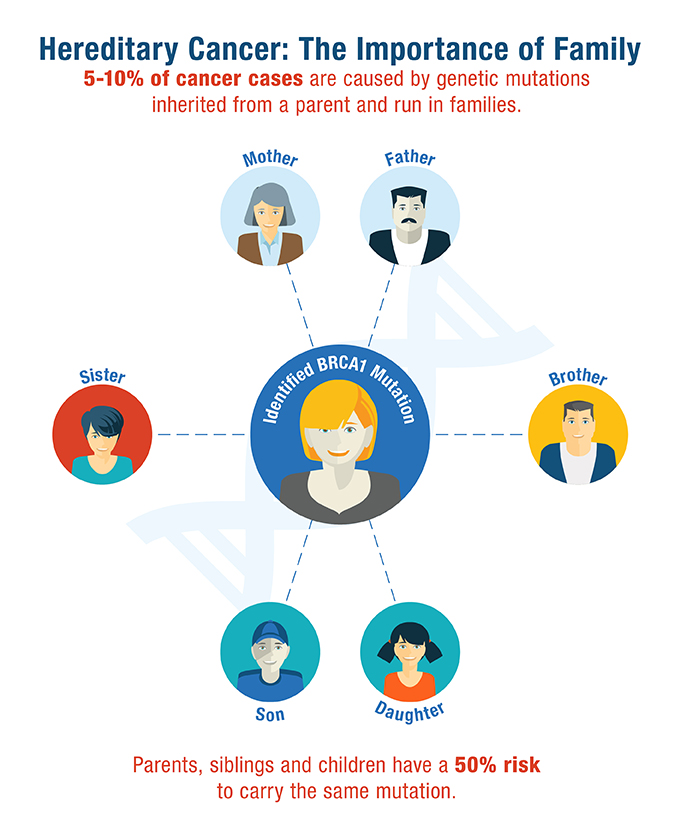 Hereditary Cancer: The Importance of Family
5-10% of cancer cases are caused by genetic mutations
inherited from a parent and run in families.
Mother
Father
Sister
Identified BRCA1 Mutation
Brother
Son
Daughter
Parents, siblings and children have a 50% risk
to carry the same mutation.